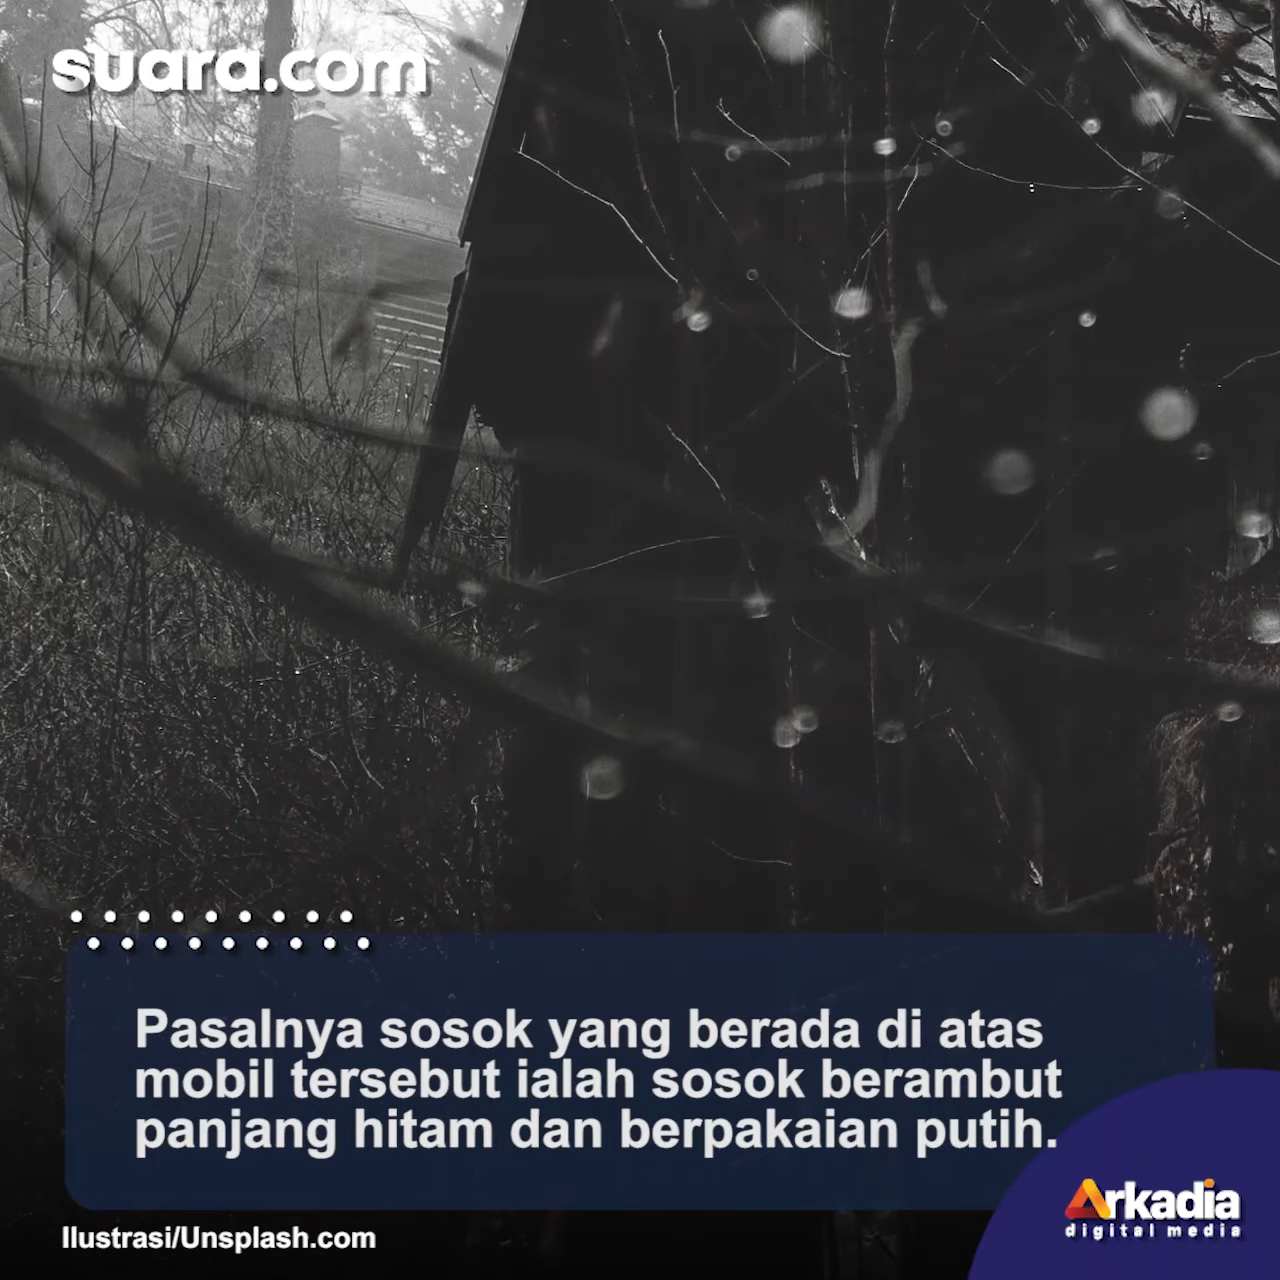 suara.com
Pasalnya sosok yang berada di atas
mobil tersebut ialah sosok berambut
panjang hitam dan berpakaian putih.
Ilustrasi/Unsplash.com
Arkadia
digital media